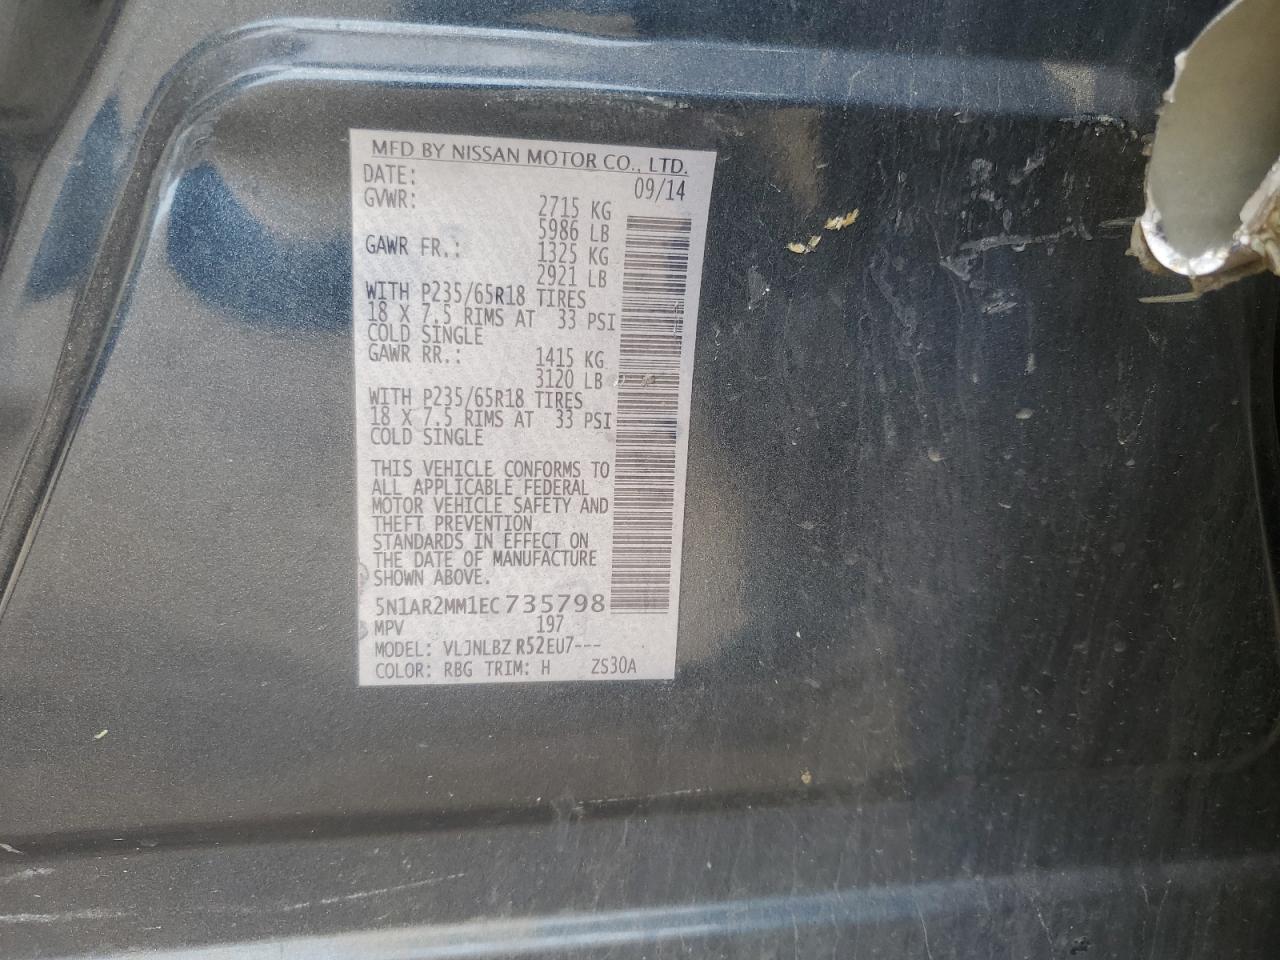 MFD BY NISSAN MOTOR CO., LTD.
DATE: 09/14
GVWR: 2715 KG
5986 LB
GAWR FR.: 1325 KG
2921 LB
WITH P235/65R18 TIRES
18 X 7.5 RIMS AT 33 PSI
COLD SINGLE
GAWR RR.: 1415 KG
3120 LB
WITH P235/65R18 TIRES
18 X 7.5 RIMS AT 33 PSI
COLD SINGLE
THIS VEHICLE CONFORMS TO
ALL APPLICABLE FEDERAL
MOTOR VEHICLE SAFETY AND
THEFT PREVENTION
STANDARDS IN EFFECT ON
THE DATE OF MANUFACTURE
SHOWN ABOVE.
5N1AR2MM1EC735798
MPV 197
MODEL: VLJNLBZ R52EU7---
COLOR: RBG TRIM: H ZS30A